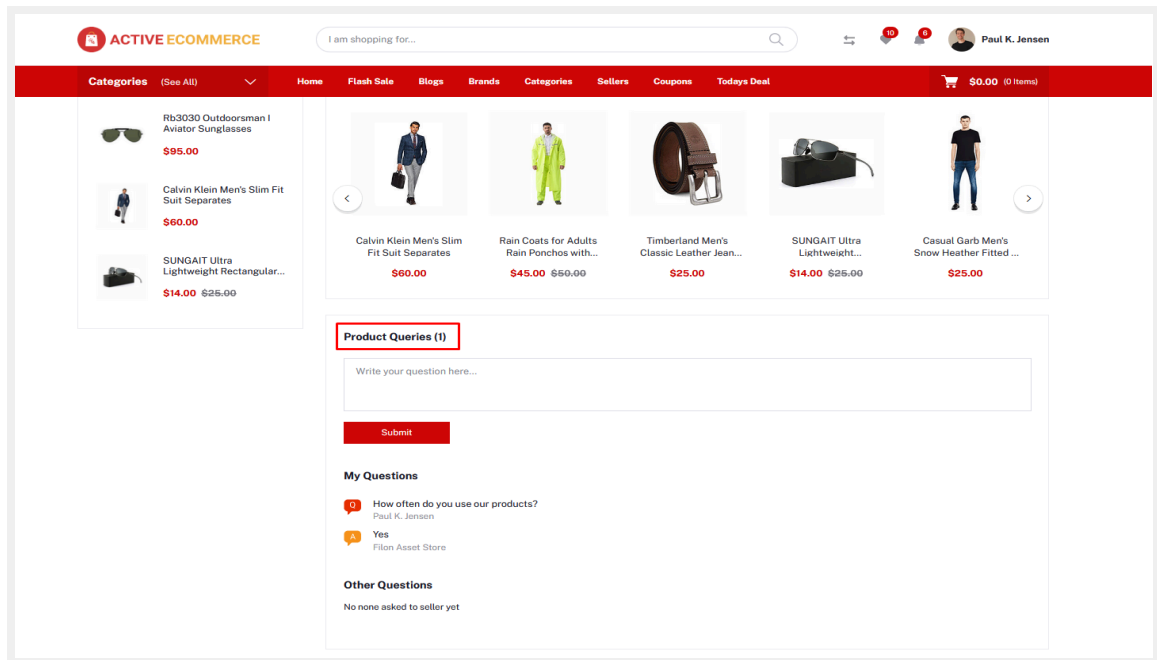 ACTIVE ECOMMERCE
I am shopping for...
10
6
Paul K. Jensen
Categories (See All)
Home Flash Sale Blogs Brands Categories Sellers Coupons Todays Deal
$0.00 (0 Items)
Rb3030 Outdoorsman I
Aviator Sunglasses
$95.00
Calvin Klein Men's Slim Fit
Suit Separates
$60.00
SUNGAIT Ultra
Lightweight Rectangular...
$14.00 $25.00
Calvin Klein Men's Slim
Fit Suit Separates
$60.00
Rain Coats for Adults
Rain Ponchos with...
$45.00 $50.00
Timberland Men's
Classic Leather Jean...
$25.00
SUNGAIT Ultra
Lightweight...
$14.00 $25.00
Casual Garb Men's
Snow Heather Fitted ...
$25.00
Product Queries (1)
Write your question here...
Submit
My Questions
Q How often do you use our products?
Paul K. Jensen
A Yes
Filon Asset Store
Other Questions
No none asked to seller yet